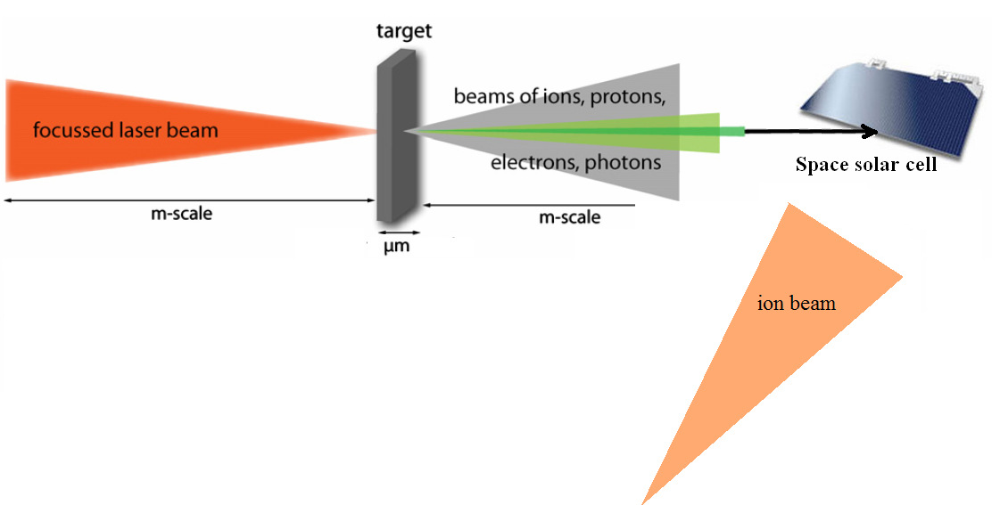 target
beams of ions, protons,
focussed laser beam
electrons, photons
Space solar cell
m-scale
m-scale
µm
ion beam